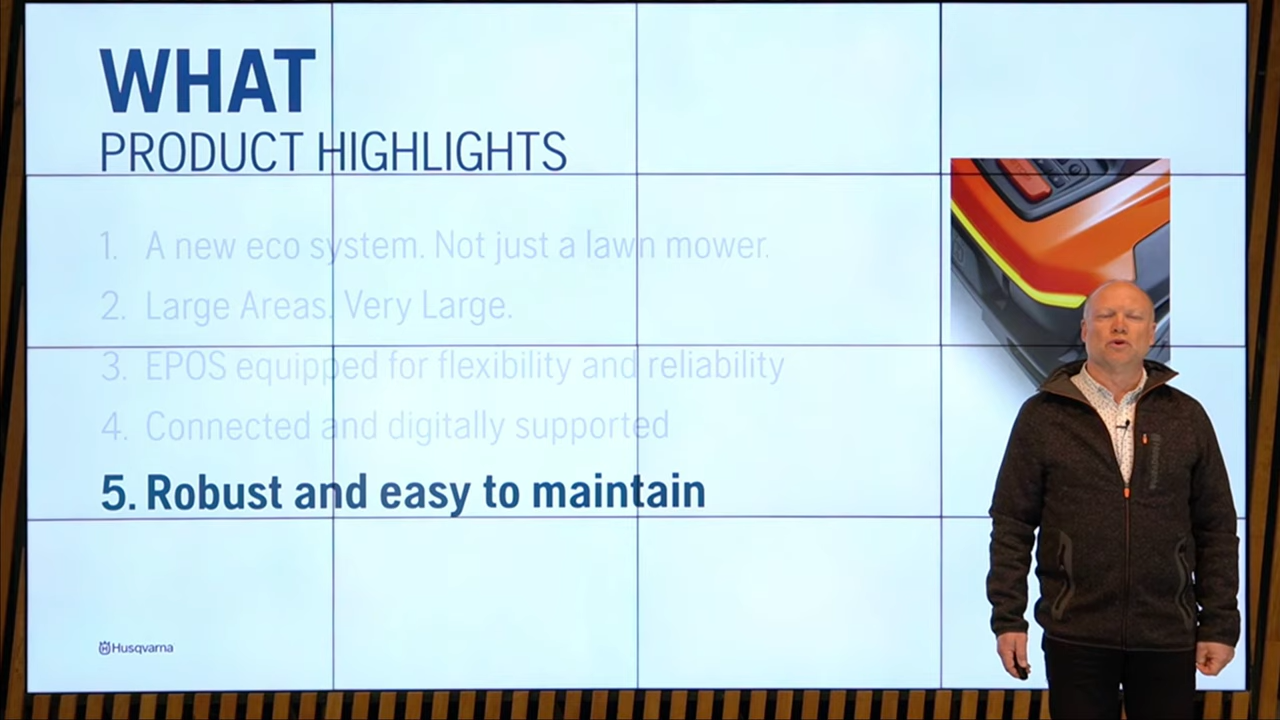 WHAT
PRODUCT HIGHLIGHTS
1. A new eco system. Not just a lawn mower.
2. Large Areas. Very Large.
3. EPOS equipped for flexibility and reliability
4. Connected and digitally supported
5. Robust and easy to maintain
Husqvarna